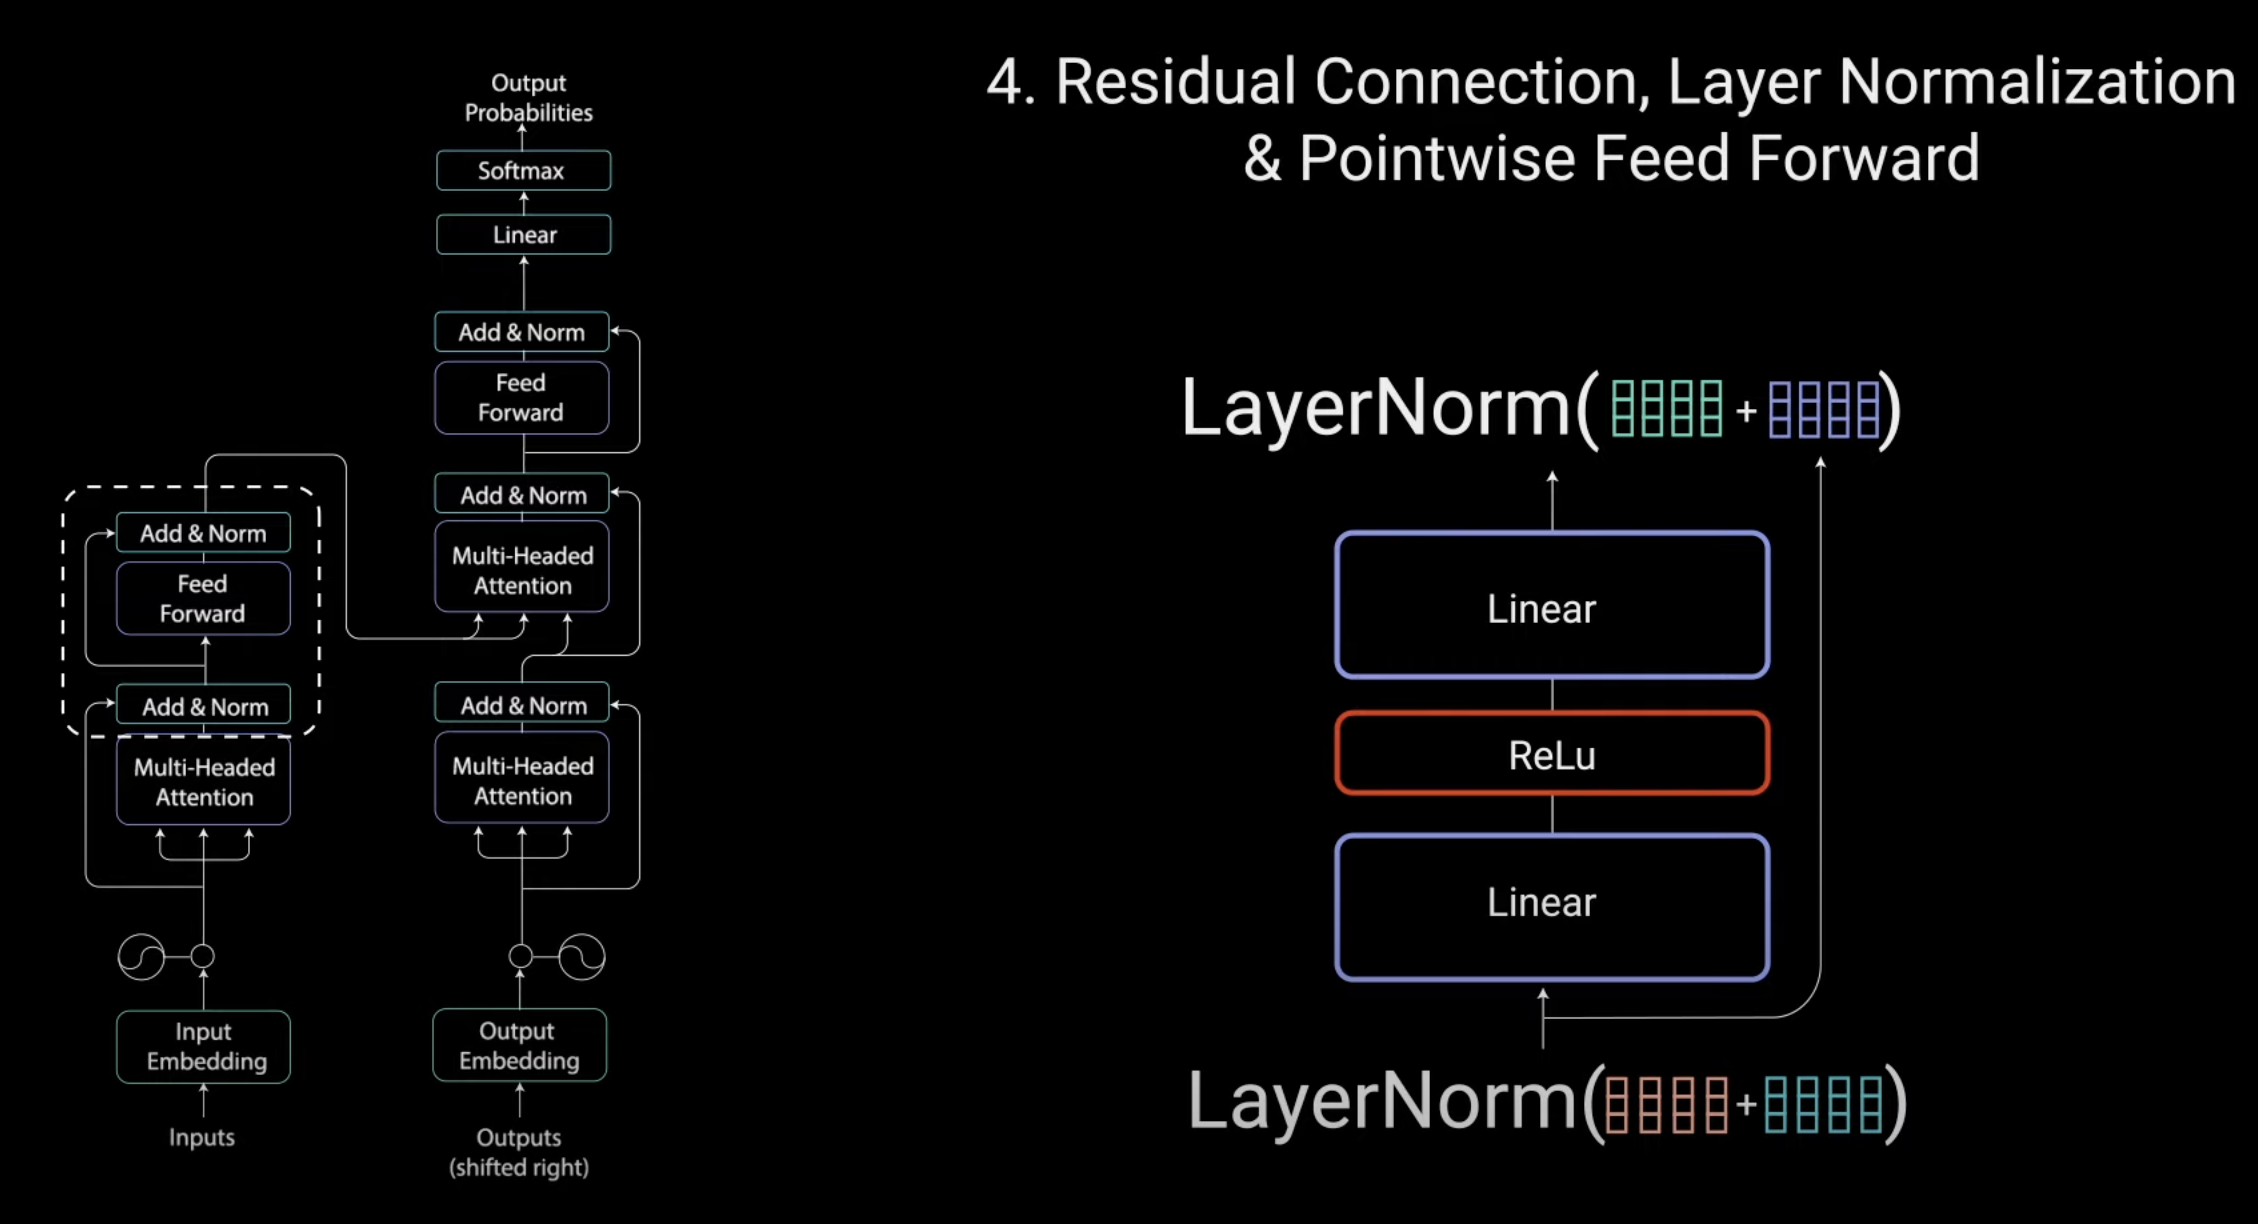 4. Residual Connection, Layer Normalization
& Pointwise Feed Forward
Output
Probabilities
Softmax
Linear
Add & Norm
Feed
Forward
Add & Norm
Multi-Headed
Attention
Add & Norm
Multi-Headed
Attention
Output
Embedding
Outputs
(shifted right)
Add & Norm
Feed
Forward
Add & Norm
Multi-Headed
Attention
Input
Embedding
Inputs
LayerNorm( + )
Linear
ReLu
Linear
LayerNorm( + )